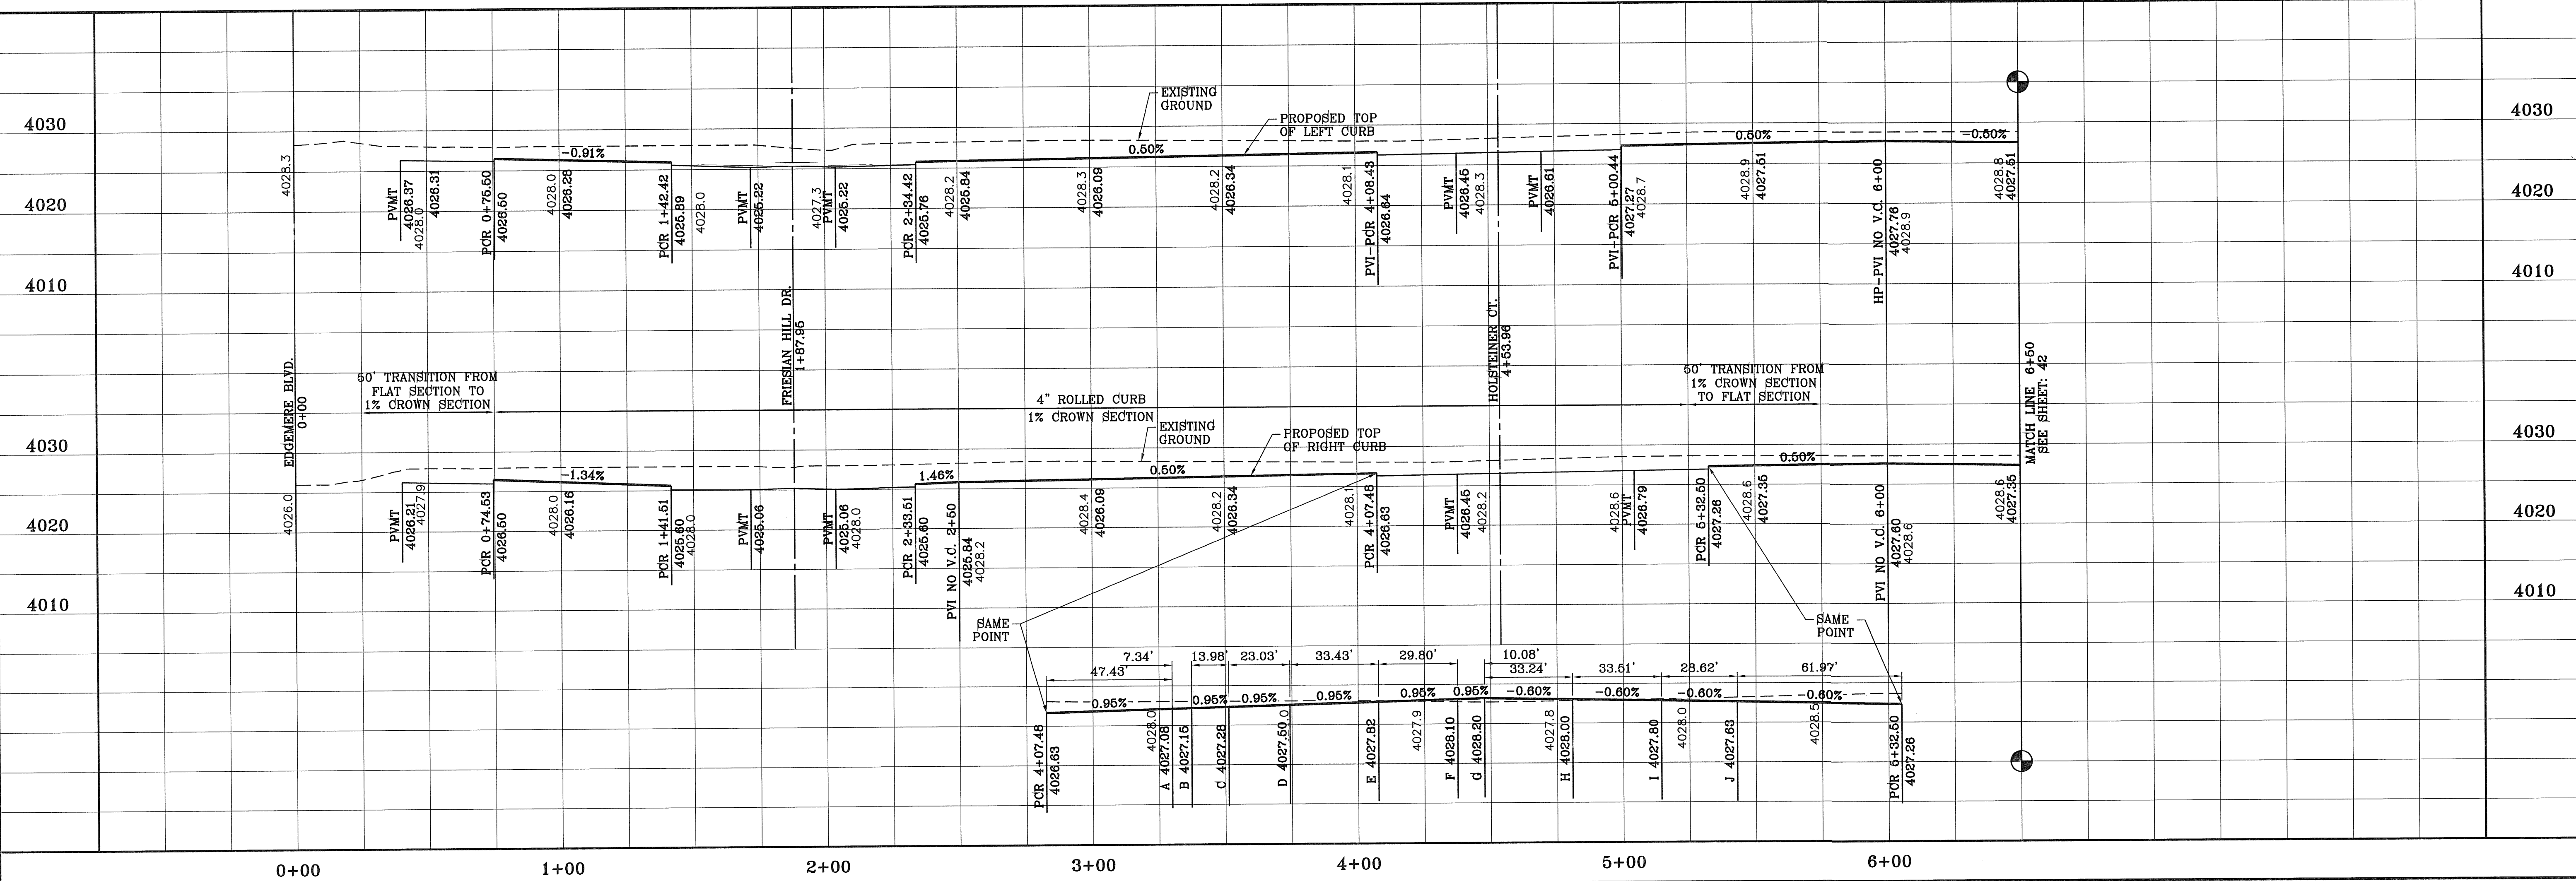 EXISTING
GROUND
PROPOSED TOP
OF LEFT CURB
4030
4030
-0.91%
0.50%
0.50%
-0.50%
4028.3
PVMT
4026.37
4028.0
4026.31
PCR 0+75.50
4026.50
4028.0
4026.28
PCR 1+42.42
4025.89
4028.0
PVMT
4025.22
4027.3
PVMT
4025.22
PCR 2+34.42
4025.76
4028.2
4025.84
4028.3
4026.09
4028.2
4026.34
4028.1
PVI-PCR 4+08.43
4026.64
PVMT
4026.45
4028.3
PVMT
4026.61
PVI-PCR 5+00.44
4027.27
4028.7
4028.9
4027.51
HP-PVI NO V.C. 6+00
4027.76
4028.9
4028.8
4027.51
4020
4020
4010
4010
EDGEMERE BLVD.
0+00
FRIESIAN HILL DR.
1+87.95
HOLSTEINER CT.
4+53.96
MATCH LINE 6+50
SEE SHEET: 42
50' TRANSITION FROM
FLAT SECTION TO
1% CROWN SECTION
4" ROLLED CURB
1% CROWN SECTION
50' TRANSITION FROM
1% CROWN SECTION
TO FLAT SECTION
EXISTING
GROUND
PROPOSED TOP
OF RIGHT CURB
4030
4030
-1.34%
1.46%
0.50%
0.50%
4026.0
PVMT
4026.21
4027.9
PCR 0+74.53
4026.50
4028.0
4026.16
PCR 1+41.51
4025.60
4028.0
PVMT
4025.06
PVMT
4025.06
4028.0
PCR 2+33.51
4025.60
PVI NO V.C. 2+50
4025.84
4028.2
4028.4
4026.09
4028.2
4026.34
4028.1
PCR 4+07.48
4026.63
PVMT
4026.45
4028.2
4028.6
PVMT
4026.79
PCR 5+32.50
4027.26
4028.6
4027.35
PVI NO V.C. 6+00
4027.60
4028.6
4028.6
4027.35
4020
4020
4010
4010
SAME
POINT
SAME
POINT
7.34'
13.98'
23.03'
33.43'
29.80'
10.08'
47.43'
33.24'
33.51'
28.62'
61.97'
0.95%
0.95%
0.95%
0.95%
0.95%
0.95%
-0.60%
-0.60%
-0.60%
-0.60%
PCR 4+07.48
4026.63
4028.0
A 4027.08
B 4027.15
C 4027.28
D 4027.50
E 4027.82
4027.9
F 4028.10
G 4028.20
4027.8
H 4028.00
I 4027.80
4028.0
J 4027.63
4028.5
PCR 5+32.50
4027.26
0+00
1+00
2+00
3+00
4+00
5+00
6+00